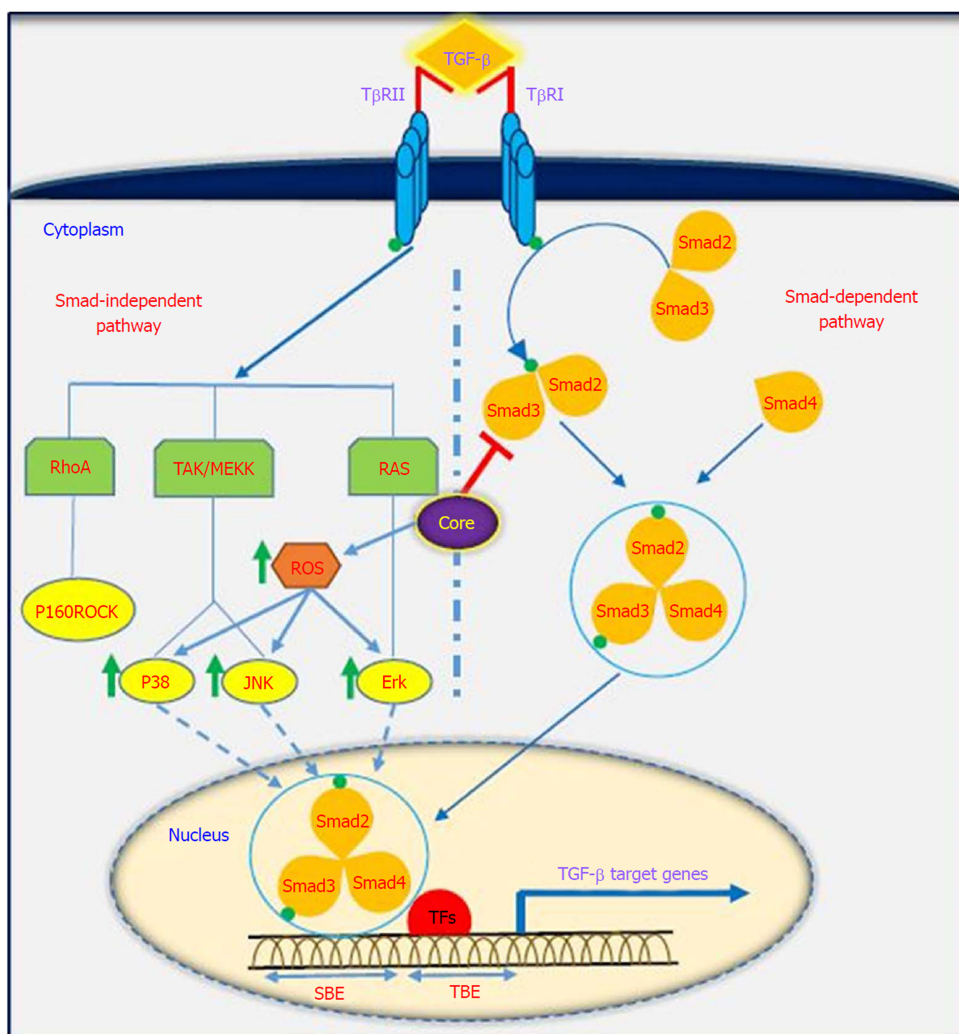 TGF-β
TβRII
TβRI
Cytoplasm
Smad2
Smad3
Smad-independent
pathway
Smad-dependent
pathway
Smad2
Smad3
Smad4
RhoA
TAK/MEKK
RAS
Core
ROS
Smad2
Smad3
Smad4
P160ROCK
P38
JNK
Erk
Nucleus
Smad2
Smad3
Smad4
TGF-β target genes
TFs
SBE
TBE